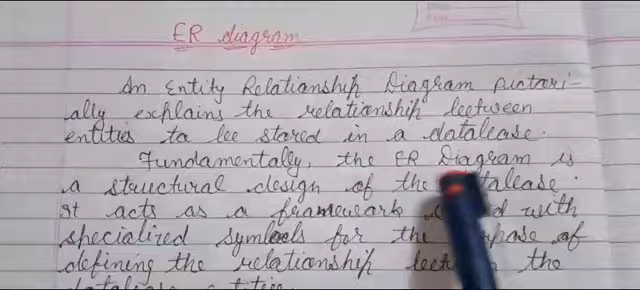 ER diagram
An Entity Relationship Diagram pictori-
ally explains the relationship between
entities to be stored in a database.
Fundamentally, the ER Diagram is
a structural design of the
It acts as a framework with
specialized symbols for the of
defining the relationship the